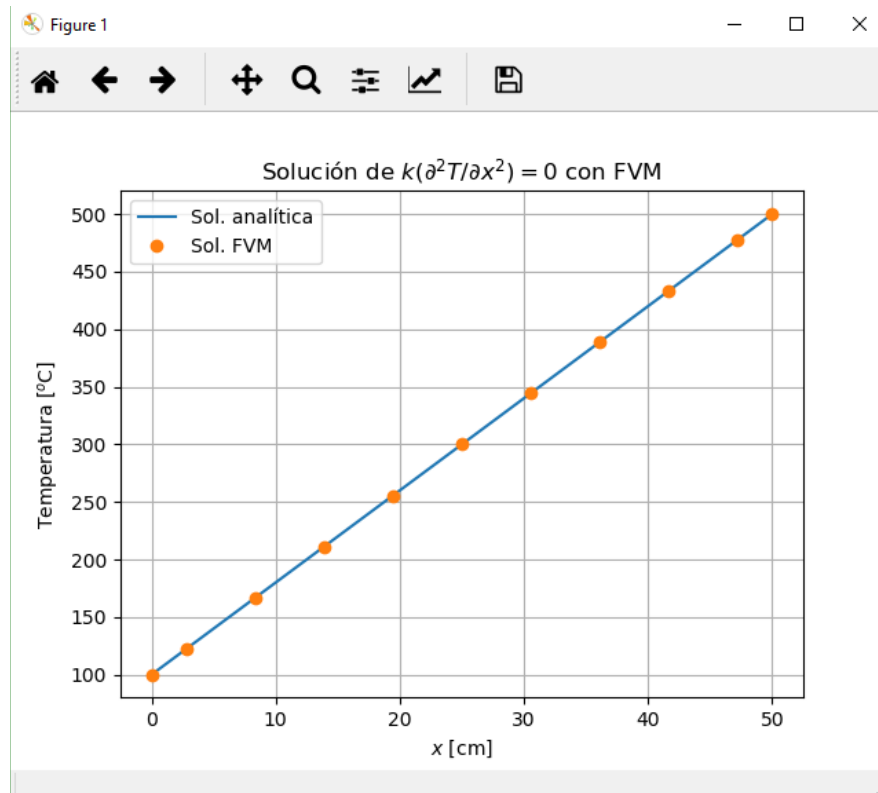 Figure 1
Solución de k(∂²T/∂x²) = 0 con FVM
Sol. analítica
Sol. FVM
500
450
400
350
300
250
200
150
100
Temperatura [⁰C]
0 10 20 30 40 50
x [cm]